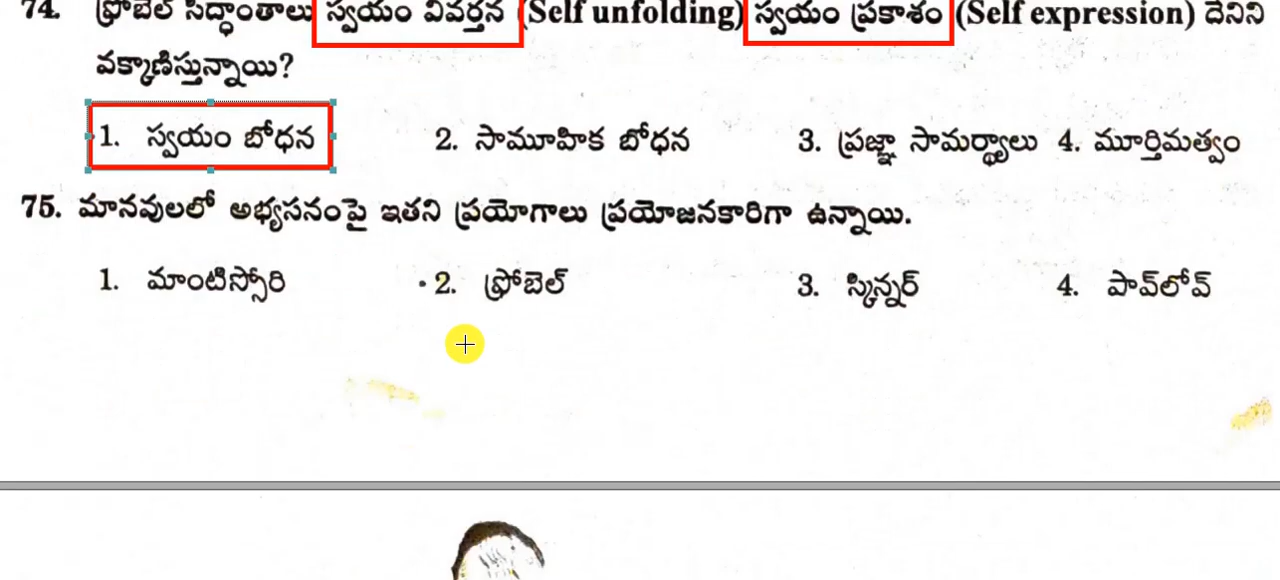 74. ఫ్రోబెల్ సిద్ధాంతాలు స్వయం వివర్తన (Self unfolding) స్వయం ప్రకాశం (Self expression) దేనిని
వక్కాణిస్తున్నాయి?
1. స్వయం బోధన 2. సామూహిక బోధన 3. ప్రజ్ఞా సామర్థ్యాలు 4. మూర్తిమత్వం
75. మానవులలో అభ్యసనంపై ఇతని ప్రయోగాలు ప్రయోజనకారిగా ఉన్నాయి.
1. మాంటిస్సోరి 2. ఫ్రోబెల్ 3. స్కిన్నర్ 4. పావ్‌లోవ్